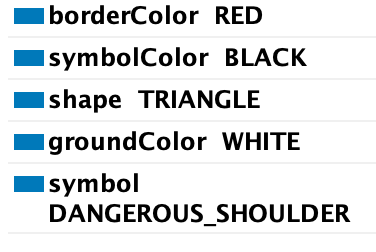 borderColor RED
symbolColor BLACK
shape TRIANGLE
groundColor WHITE
symbol
DANGEROUS_SHOULDER